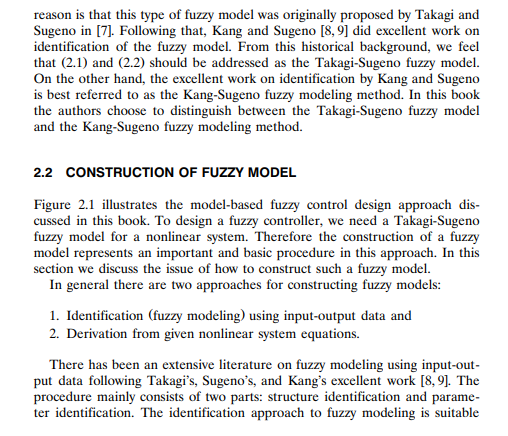 reason is that this type of fuzzy model was originally proposed by Takagi and
Sugeno in [7]. Following that, Kang and Sugeno [8, 9] did excellent work on
identification of the fuzzy model. From this historical background, we feel
that (2.1) and (2.2) should be addressed as the Takagi-Sugeno fuzzy model.
On the other hand, the excellent work on identification by Kang and Sugeno
is best referred to as the Kang-Sugeno fuzzy modeling method. In this book
the authors choose to distinguish between the Takagi-Sugeno fuzzy model
and the Kang-Sugeno fuzzy modeling method.
2.2 CONSTRUCTION OF FUZZY MODEL
Figure 2.1 illustrates the model-based fuzzy control design approach dis-
cussed in this book. To design a fuzzy controller, we need a Takagi-Sugeno
fuzzy model for a nonlinear system. Therefore the construction of a fuzzy
model represents an important and basic procedure in this approach. In this
section we discuss the issue of how to construct such a fuzzy model.
In general there are two approaches for constructing fuzzy models:
1. Identification (fuzzy modeling) using input-output data and
2. Derivation from given nonlinear system equations.
There has been an extensive literature on fuzzy modeling using input-out-
put data following Takagi's, Sugeno's, and Kang's excellent work [8, 9]. The
procedure mainly consists of two parts: structure identification and parame-
ter identification. The identification approach to fuzzy modeling is suitable